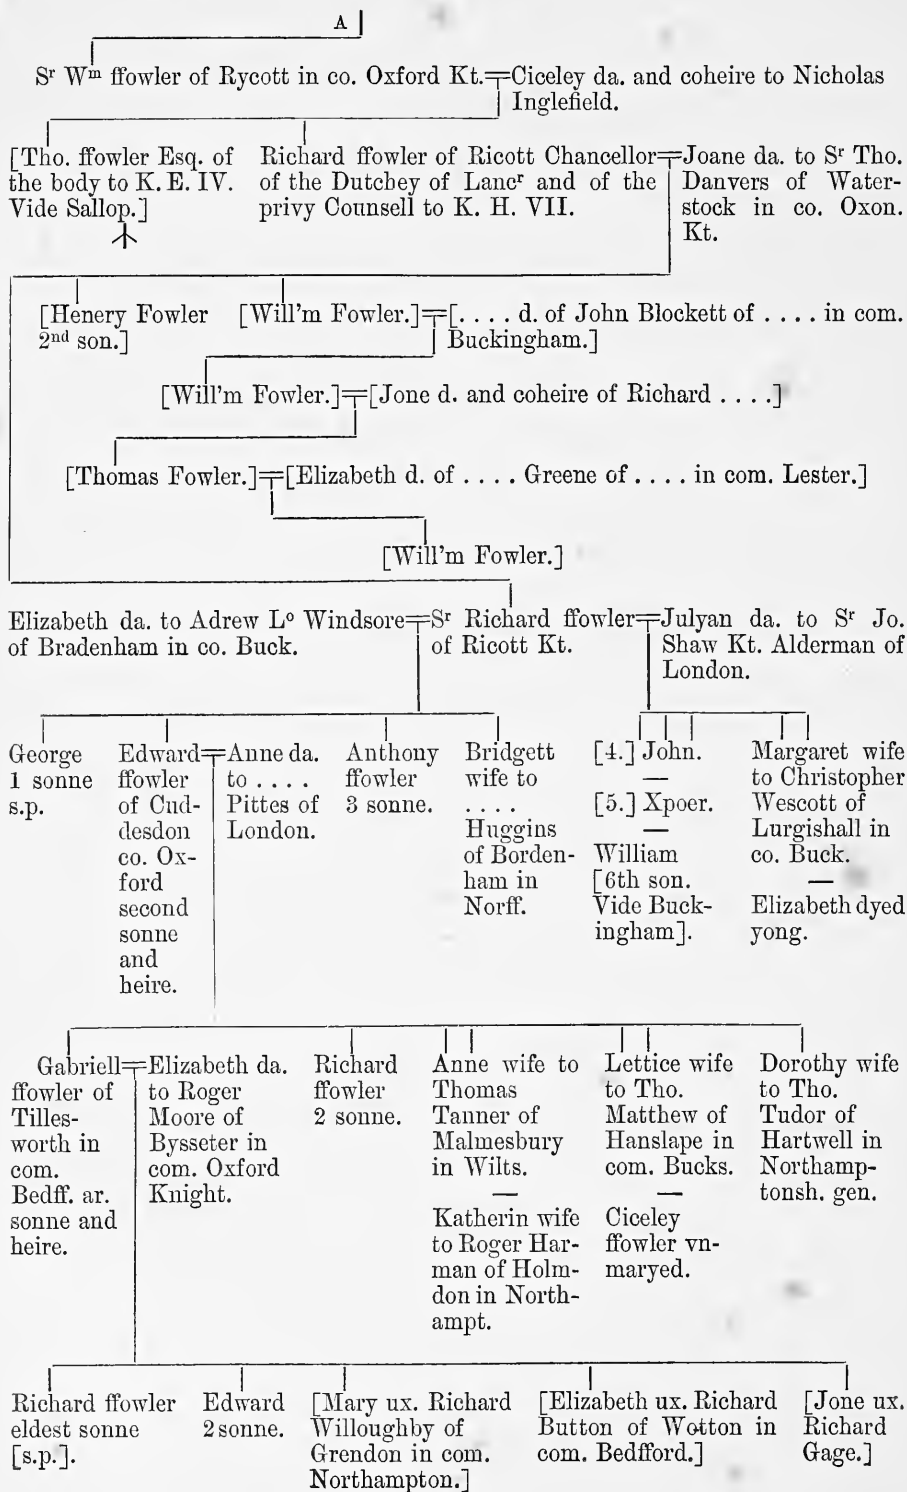 A
Sʳ Wᵐ ffowler of Rycott in co. Oxford Kt.=Ciceley da. and coheire to Nicholas
Inglefield.
[Tho. ffowler Esq. of
the body to K. E. IV.
Vide Sallop.]
Richard ffowler of Ricott Chancellor
of the Dutchey of Lancʳ and of the
privy Counsell to K. H. VII.
=Joane da. to Sʳ Tho.
Danvers of Water-
stock in co. Oxon.
Kt.
[Henery Fowler
2ⁿᵈ son.]
[Will'm Fowler.]=[. . . . d. of John Blockett of . . . . in com.
Buckingham.]
[Will'm Fowler.]=[Jone d. and coheire of Richard . . . .]
[Thomas Fowler.]=[Elizabeth d. of . . . . Greene of . . . . in com. Lester.]
[Will'm Fowler.]
Elizabeth da. to Adrew Lᵒ Windsore
of Bradenham in co. Buck.
=Sʳ Richard ffowler
of Ricott Kt.
=Julyan da. to Sʳ Jo.
Shaw Kt. Alderman of
London.
George
1 sonne
s.p.
Edward
ffowler
of Cud-
desdon
co. Ox-
ford
second
sonne
and
heire.
=Anne da.
to . . . .
Pittes of
London.
Anthony
ffowler
3 sonne.
Bridgett
wife to
. . . .
Huggins
of Borden-
ham in
Norff.
[4.] John.
—
[5.] Xpoer.
—
William
[6th son.
Vide Buck-
ingham].
Margaret wife
to Christopher
Wescott of
Lurgishall in
co. Buck.
—
Elizabeth dyed
yong.
Gabriell
ffowler of
Tilles-
worth in
com.
Bedff. ar.
sonne and
heire.
=Elizabeth da.
to Roger
Moore of
Bysseter in
com. Oxford
Knight.
Richard
ffowler
2 sonne.
Anne wife to
Thomas
Tanner of
Malmesbury
in Wilts.
—
Katherin wife
to Roger Har-
man of Holm-
don in North-
ampt.
Lettice wife
to Tho.
Matthew of
Hanslape in
com. Bucks.
—
Ciceley
ffowler vn-
maryed.
Dorothy wife
to Tho.
Tudor of
Hartwell in
Northamp-
tonsh. gen.
Richard ffowler
eldest sonne
[s.p.].
Edward
2 sonne.
[Mary ux. Richard
Willoughby of
Grendon in com.
Northampton.]
[Elizabeth ux. Richard
Button of Wotton in
com. Bedfford.]
[Jone ux.
Richard
Gage.]